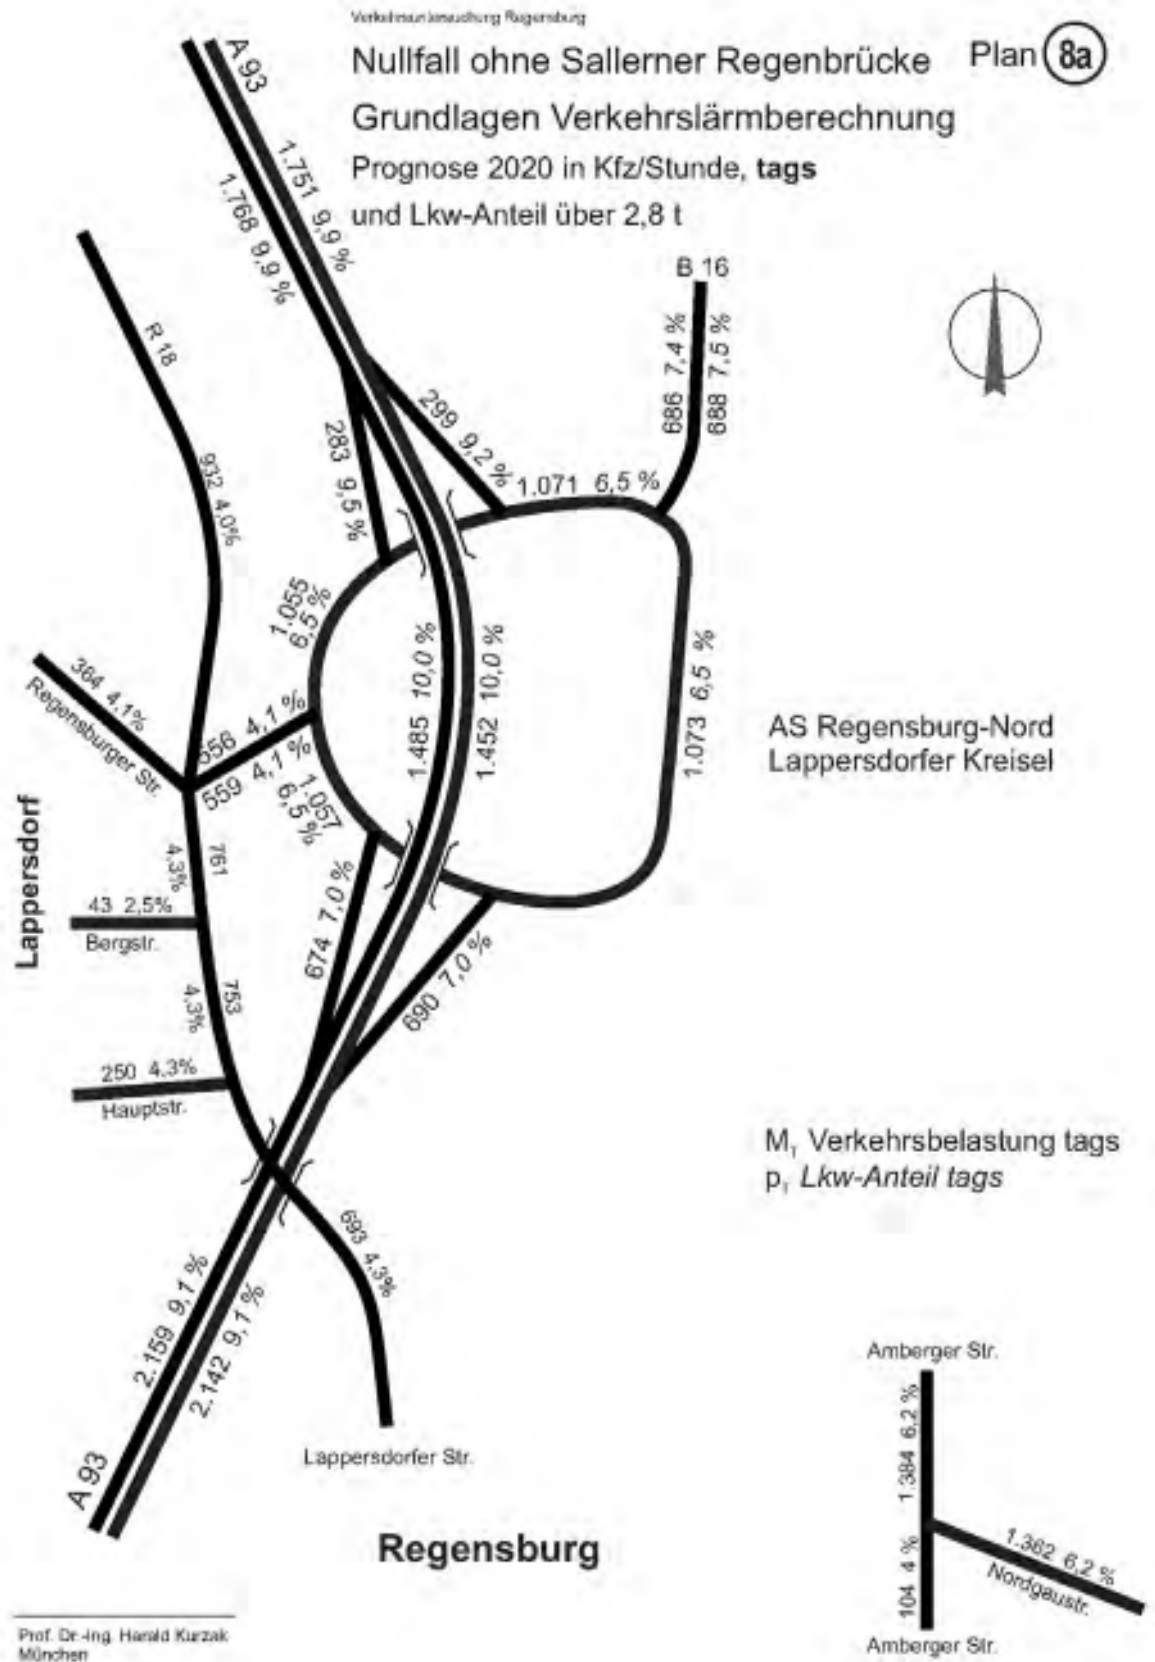 Verkehrsuntersuchung Regensburg
Nullfall ohne Sallerner Regenbrücke
Plan 8a
Grundlagen Verkehrslärmberechnung
Prognose 2020 in Kfz/Stunde, tags
und Lkw-Anteil über 2,8 t
A 93
1.751 9,9 %
1.768 9,9 %
B 16
686 7,4 %
688 7,5 %
R 18
299 9,2 %
283 9,5 %
1.071 6,5 %
932 4,0%
1.055
6,5 %
1.485 10,0 %
1.452 10,0 %
1.073 6,5 %
364 4,1%
Regensburger Str.
556 4,1 %
559 4,1 %
1.057
6,5 %
AS Regensburg-Nord
Lappersdorfer Kreisel
Lappersdorf
761
4,3%
43 2,5%
Bergstr.
674 7,0 %
690 7,0 %
753
4,3%
250 4,3%
Hauptstr.
M_T Verkehrsbelastung tags
p_T Lkw-Anteil tags
693 4,3%
2.159 9,1 %
2.142 9,1 %
A 93
Lappersdorfer Str.
Regensburg
Amberger Str.
1.384 6,2 %
1.362 6,2 %
Nordgaustr.
104 4 %
Amberger Str.
Prof. Dr.-Ing. Harald Kurzak
München